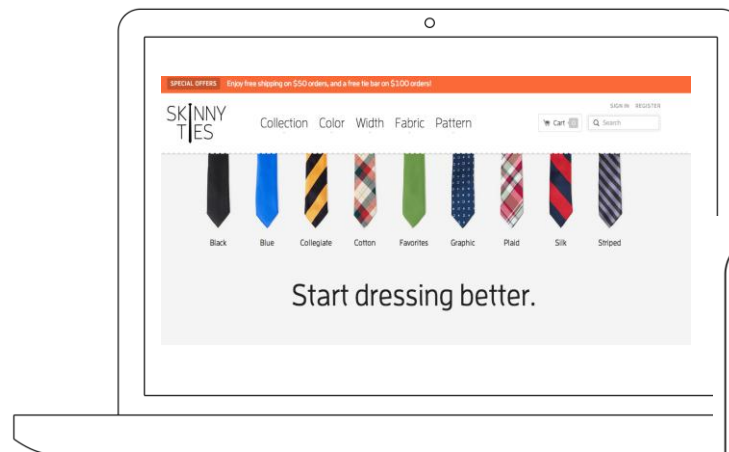 SPECIAL OFFERS Enjoy free shipping on $50 orders, and a free tie bar on $100 orders!
SIGN IN REGISTER
SKINNY
TIES
Collection Color Width Fabric Pattern
Cart
Search
Black Blue Collegiate Cotton Favorites Graphic Plaid Silk Striped
Start dressing better.